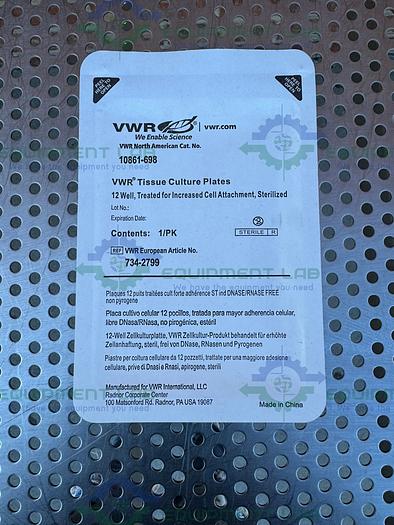 PEEL HERE TO OPEN
PEEL HERE TO OPEN
VWR | vwr.com
We Enable Science
VWR North American Cat. No.
10861-698
VWR® Tissue Culture Plates
12 Well, Treated for Increased Cell Attachment, Sterilized
Lot No.:
Expiration Date:
2
Contents: 1/PK
STERILE R
REF VWR European Article No.
734-2799
Plaques 12 puits traitées cult forte adhérence ST ind DNASE/RNASE FREE
non pyrogene
Placa cultivo celular 12 pocillos, tratada para mayor adherencia celular,
libre DNasa/RNasa, no pirogénica, estéril
12-Well Zellkulturplatte, VWR Zellkultur-Produkt behandelt für erhöhte
Zellanhaftung, steril, frei von DNase, RNasen und Pyrogenen
Piastre per coltura cellulare da 12 pozzetti, trattate per una maggiore adesione
cellulare, prive di Dnasi e Rnasi, apirogene, sterili
Manufactured for VWR International, LLC
Radnor Corporate Center
100 Matsonford Rd. Radnor, PA USA 19087
Made in China
EQUIPMENT LAB
We have what you need